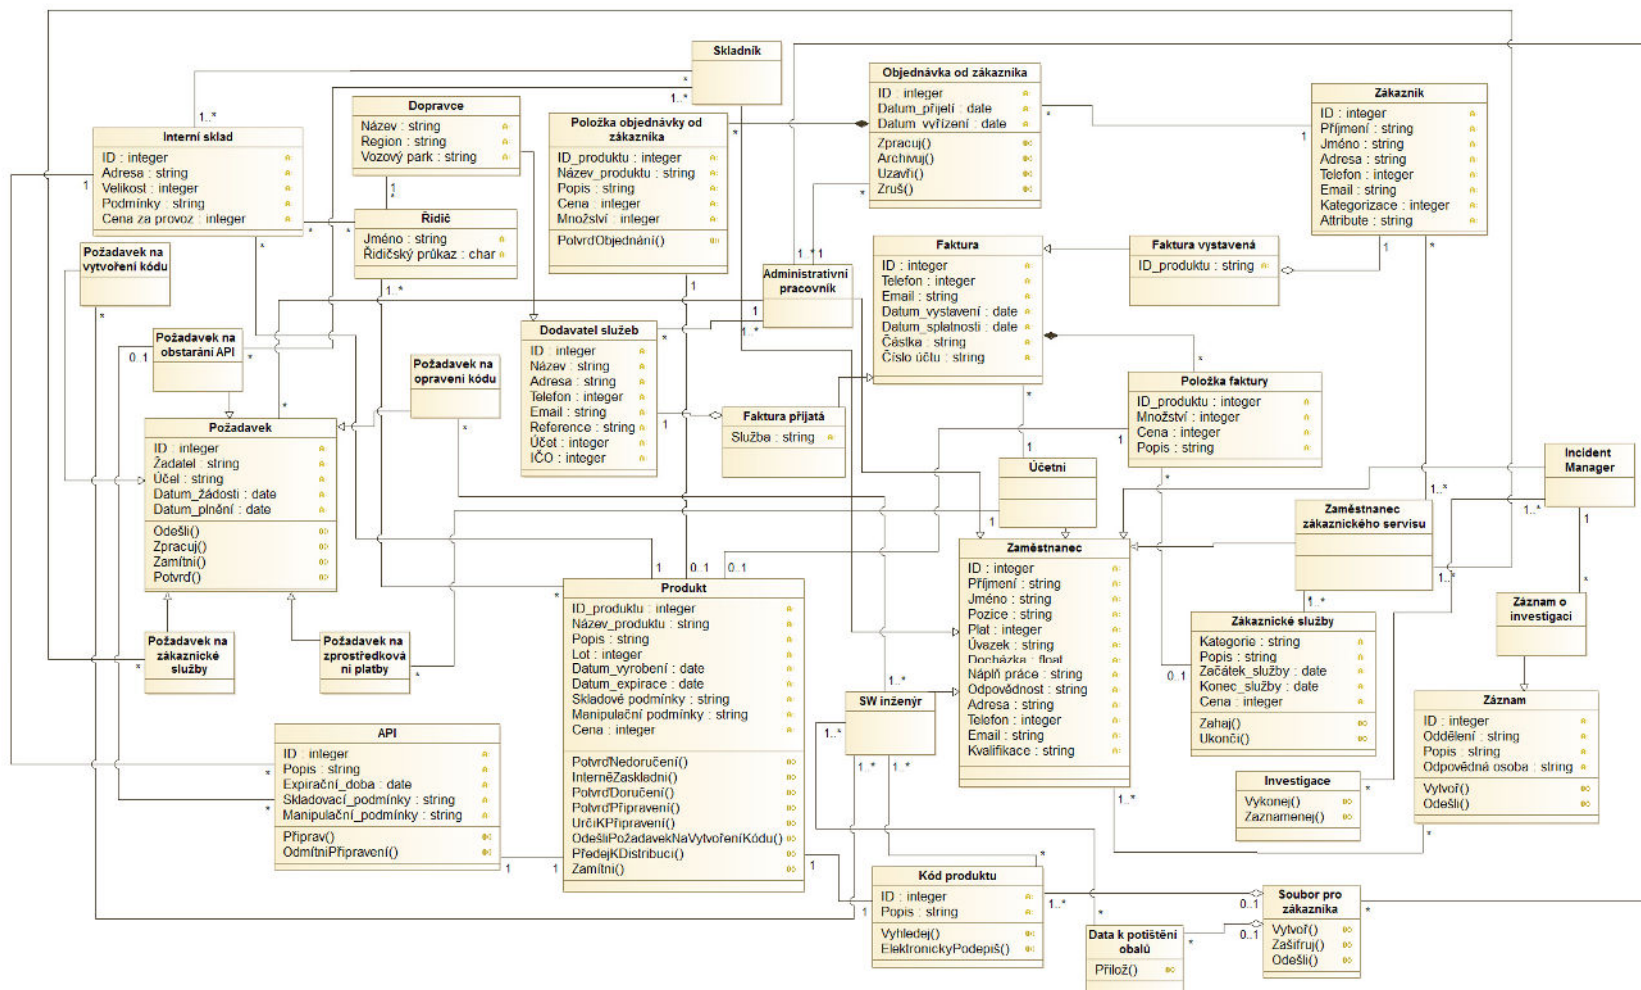 Skladník
Objednávka od zákazníka
ID : integer
Datum_přijetí : date
Datum_vyřízení : date
Zpracuj()
Archivuj()
Uzavři()
Zruš()
Zákazník
ID : integer
Příjmení : string
Jméno : string
Adresa : string
Telefon : integer
Email : string
Kategorizace : integer
Attribute : string
Dopravce
Název : string
Region : string
Vozový park : string
Položka objednávky od
zákazníka
ID_produktu : integer
Název_produktu : string
Popis : string
Cena : integer
Množství : integer
PotvrďObjednání()
Interní sklad
ID : integer
Adresa : string
Velikost : integer
Podmínky : string
Cena za provoz : integer
Řidič
Jméno : string
Řidičský průkaz : char
Požadavek na
vytvoření kódu
Faktura
ID : integer
Telefon : integer
Email : string
Datum_vystavení : date
Datum_splatnosti : date
Částka : string
Číslo účtu : string
Faktura vystavená
ID_produktu : string
Administrativní
pracovník
Dodavatel služeb
ID : integer
Název : string
Adresa : string
Telefon : integer
Email : string
Reference : string
Účet : integer
IČO : integer
Požadavek na
obstarání API
Požadavek na
opravení kódu
Položka faktury
ID_produktu : integer
Množství : integer
Cena : integer
Popis : string
Faktura přijatá
Služba : string
Požadavek
ID : integer
Žadatel : string
Účel : string
Datum_žádosti : date
Datum_plnění : date
Odešli()
Zpracuj()
Zamítni()
Potvrď()
Účetní
Incident
Manager
Zaměstnanec
zákaznického servisu
Zaměstnanec
ID : integer
Příjmení : string
Jméno : string
Pozice : string
Plat : integer
Úvazek : string
Docházka : float
Náplň práce : string
Odpovědnost : string
Adresa : string
Telefon : integer
Email : string
Kvalifikace : string
Produkt
ID_produktu : integer
Název_produktu : string
Popis : string
Lot : integer
Datum_vyrobení : date
Datum_expirace : date
Skladové podmínky : string
Manipulační podmínky : string
Cena : integer
PotvrďNedoručení()
InterněZaskladni()
PotvrďDoručení()
PotvrďPřipravení()
UrčiKPřipravení()
OdešliPožadavekNaVytvořeníKódu()
PředejKDistribuci()
Zamítni()
Záznam o
investigaci
Zákaznické služby
Kategorie : string
Popis : string
Začátek_služby : date
Konec_služby : date
Cena : integer
Zahaj()
Ukonči()
Požadavek na
zákaznické
služby
Požadavek na
zprostředková
ní platby
SW inženýr
Záznam
ID : integer
Oddělení : string
Popis : string
Odpovědná osoba : string
Vytvoř()
Odešli()
API
ID : integer
Popis : string
Expirační_doba : date
Skladovací_podmínky : string
Manipulační_podmínky : string
Připrav()
OdmítniPřipravení()
Investigace
Vykonej()
Zaznamenej()
Kód produktu
ID : integer
Popis : string
Vyhledej()
ElektronickyPodepiš()
Soubor pro
zákazníka
Vytvoř()
Zašifruj()
Odešli()
Data k potištění
obalů
Přilož()